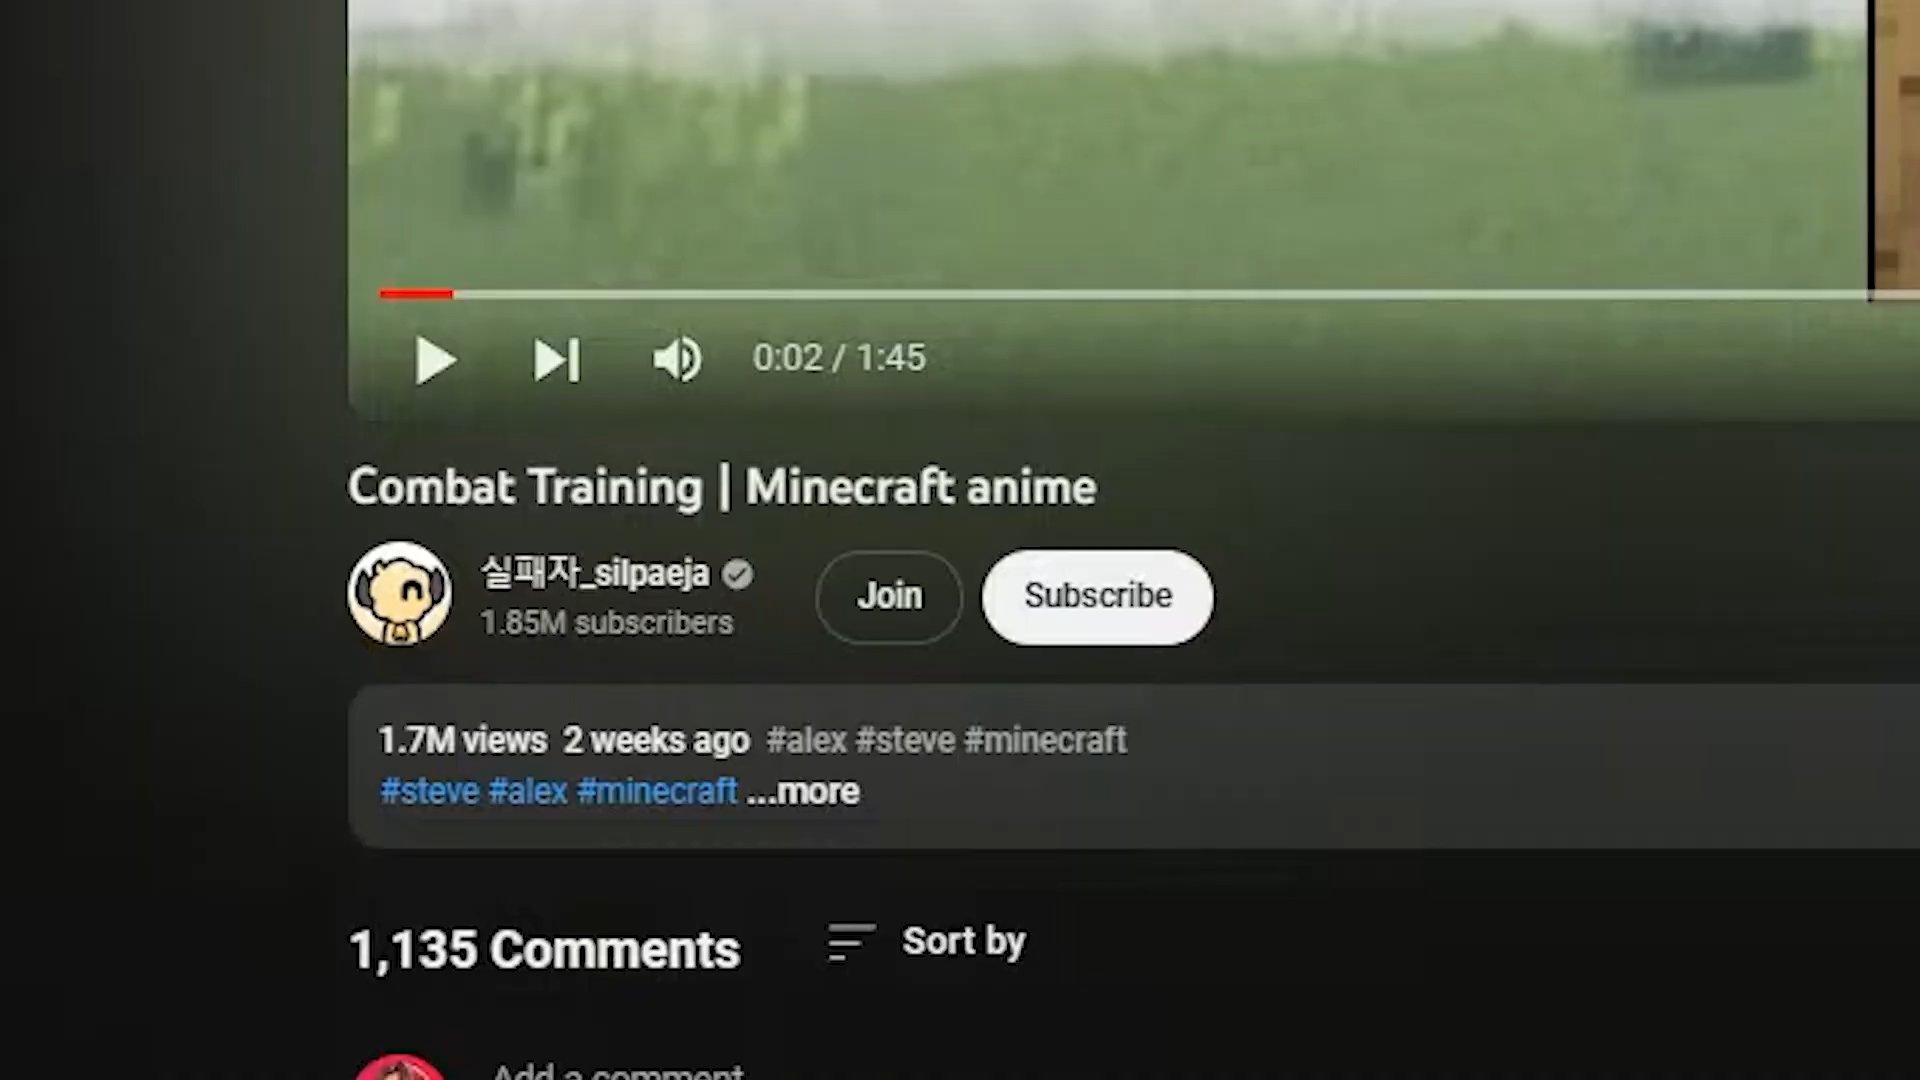 0:02 / 1:45
Combat Training | Minecraft anime
실패자_silpaeja
1.85M subscribers
Join
Subscribe
1.7M views 2 weeks ago #alex #steve #minecraft
#steve #alex #minecraft ...more
1,135 Comments
Sort by
Add a comment